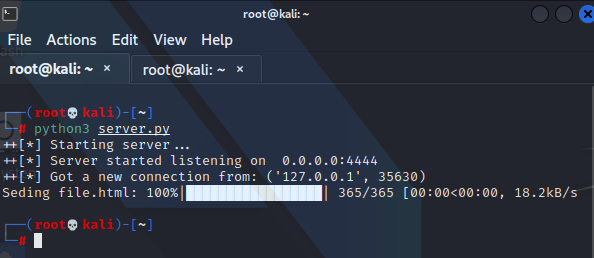 root@kali: ~
File Actions Edit View Help
root@kali: ~ × root@kali: ~ ×
┌──(root💀kali)-[~]
└─# python3 server.py
++[*] Starting server...
++[*] Server started listening on  0.0.0.0:4444
++[*] Got a new connection from: ('127.0.0.1', 35630)
Seding file.html: 100%|██████████████████| 365/365 [00:00<00:00, 18.2kB/s
┌──(root💀kali)-[~]
└─#